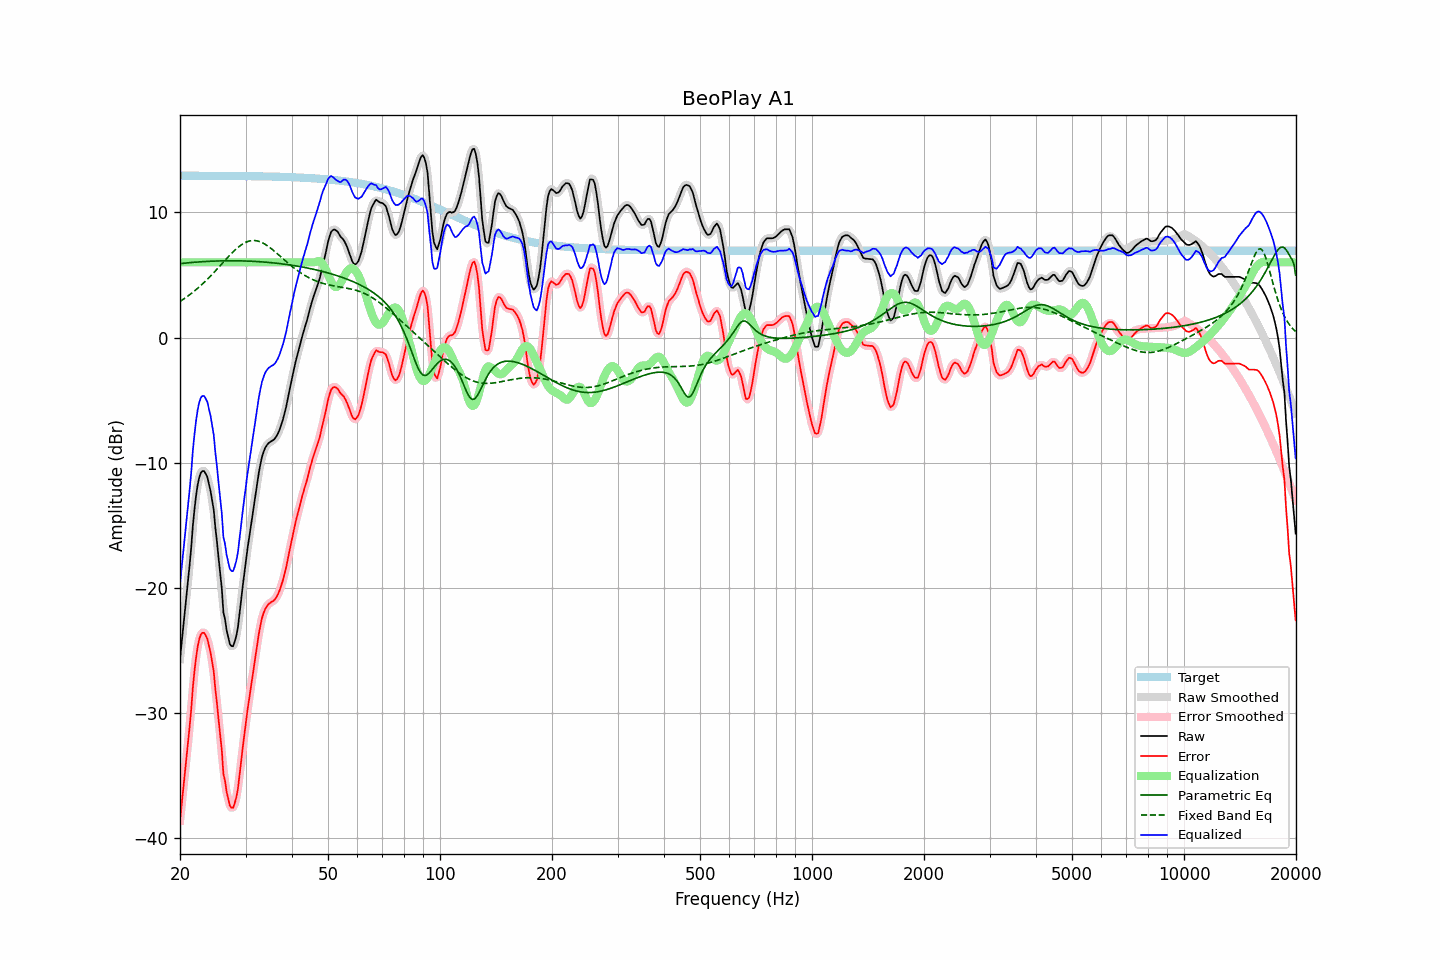 BeoPlay A1
Amplitude (dBr)
10
0
−10
−20
−30
−40
20
50
100
200
500
1000
2000
5000
10000
20000
Frequency (Hz)
Target
Raw Smoothed
Error Smoothed
Raw
Error
Equalization
Parametric Eq
Fixed Band Eq
Equalized